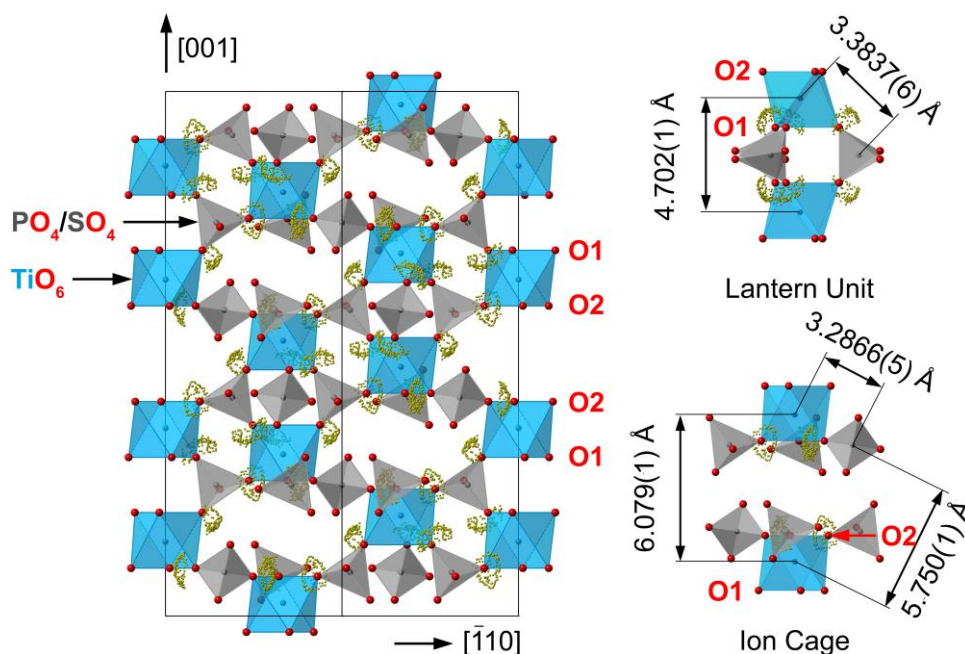 [001]
PO₄/SO₄
TiO₆
O1
O2
O2
O1
[1̄10]
O2
O1
3.3837(6) Å
4.702(1) Å
Lantern Unit
3.2866(5) Å
6.079(1) Å
O2
5.750(1) Å
O1
Ion Cage